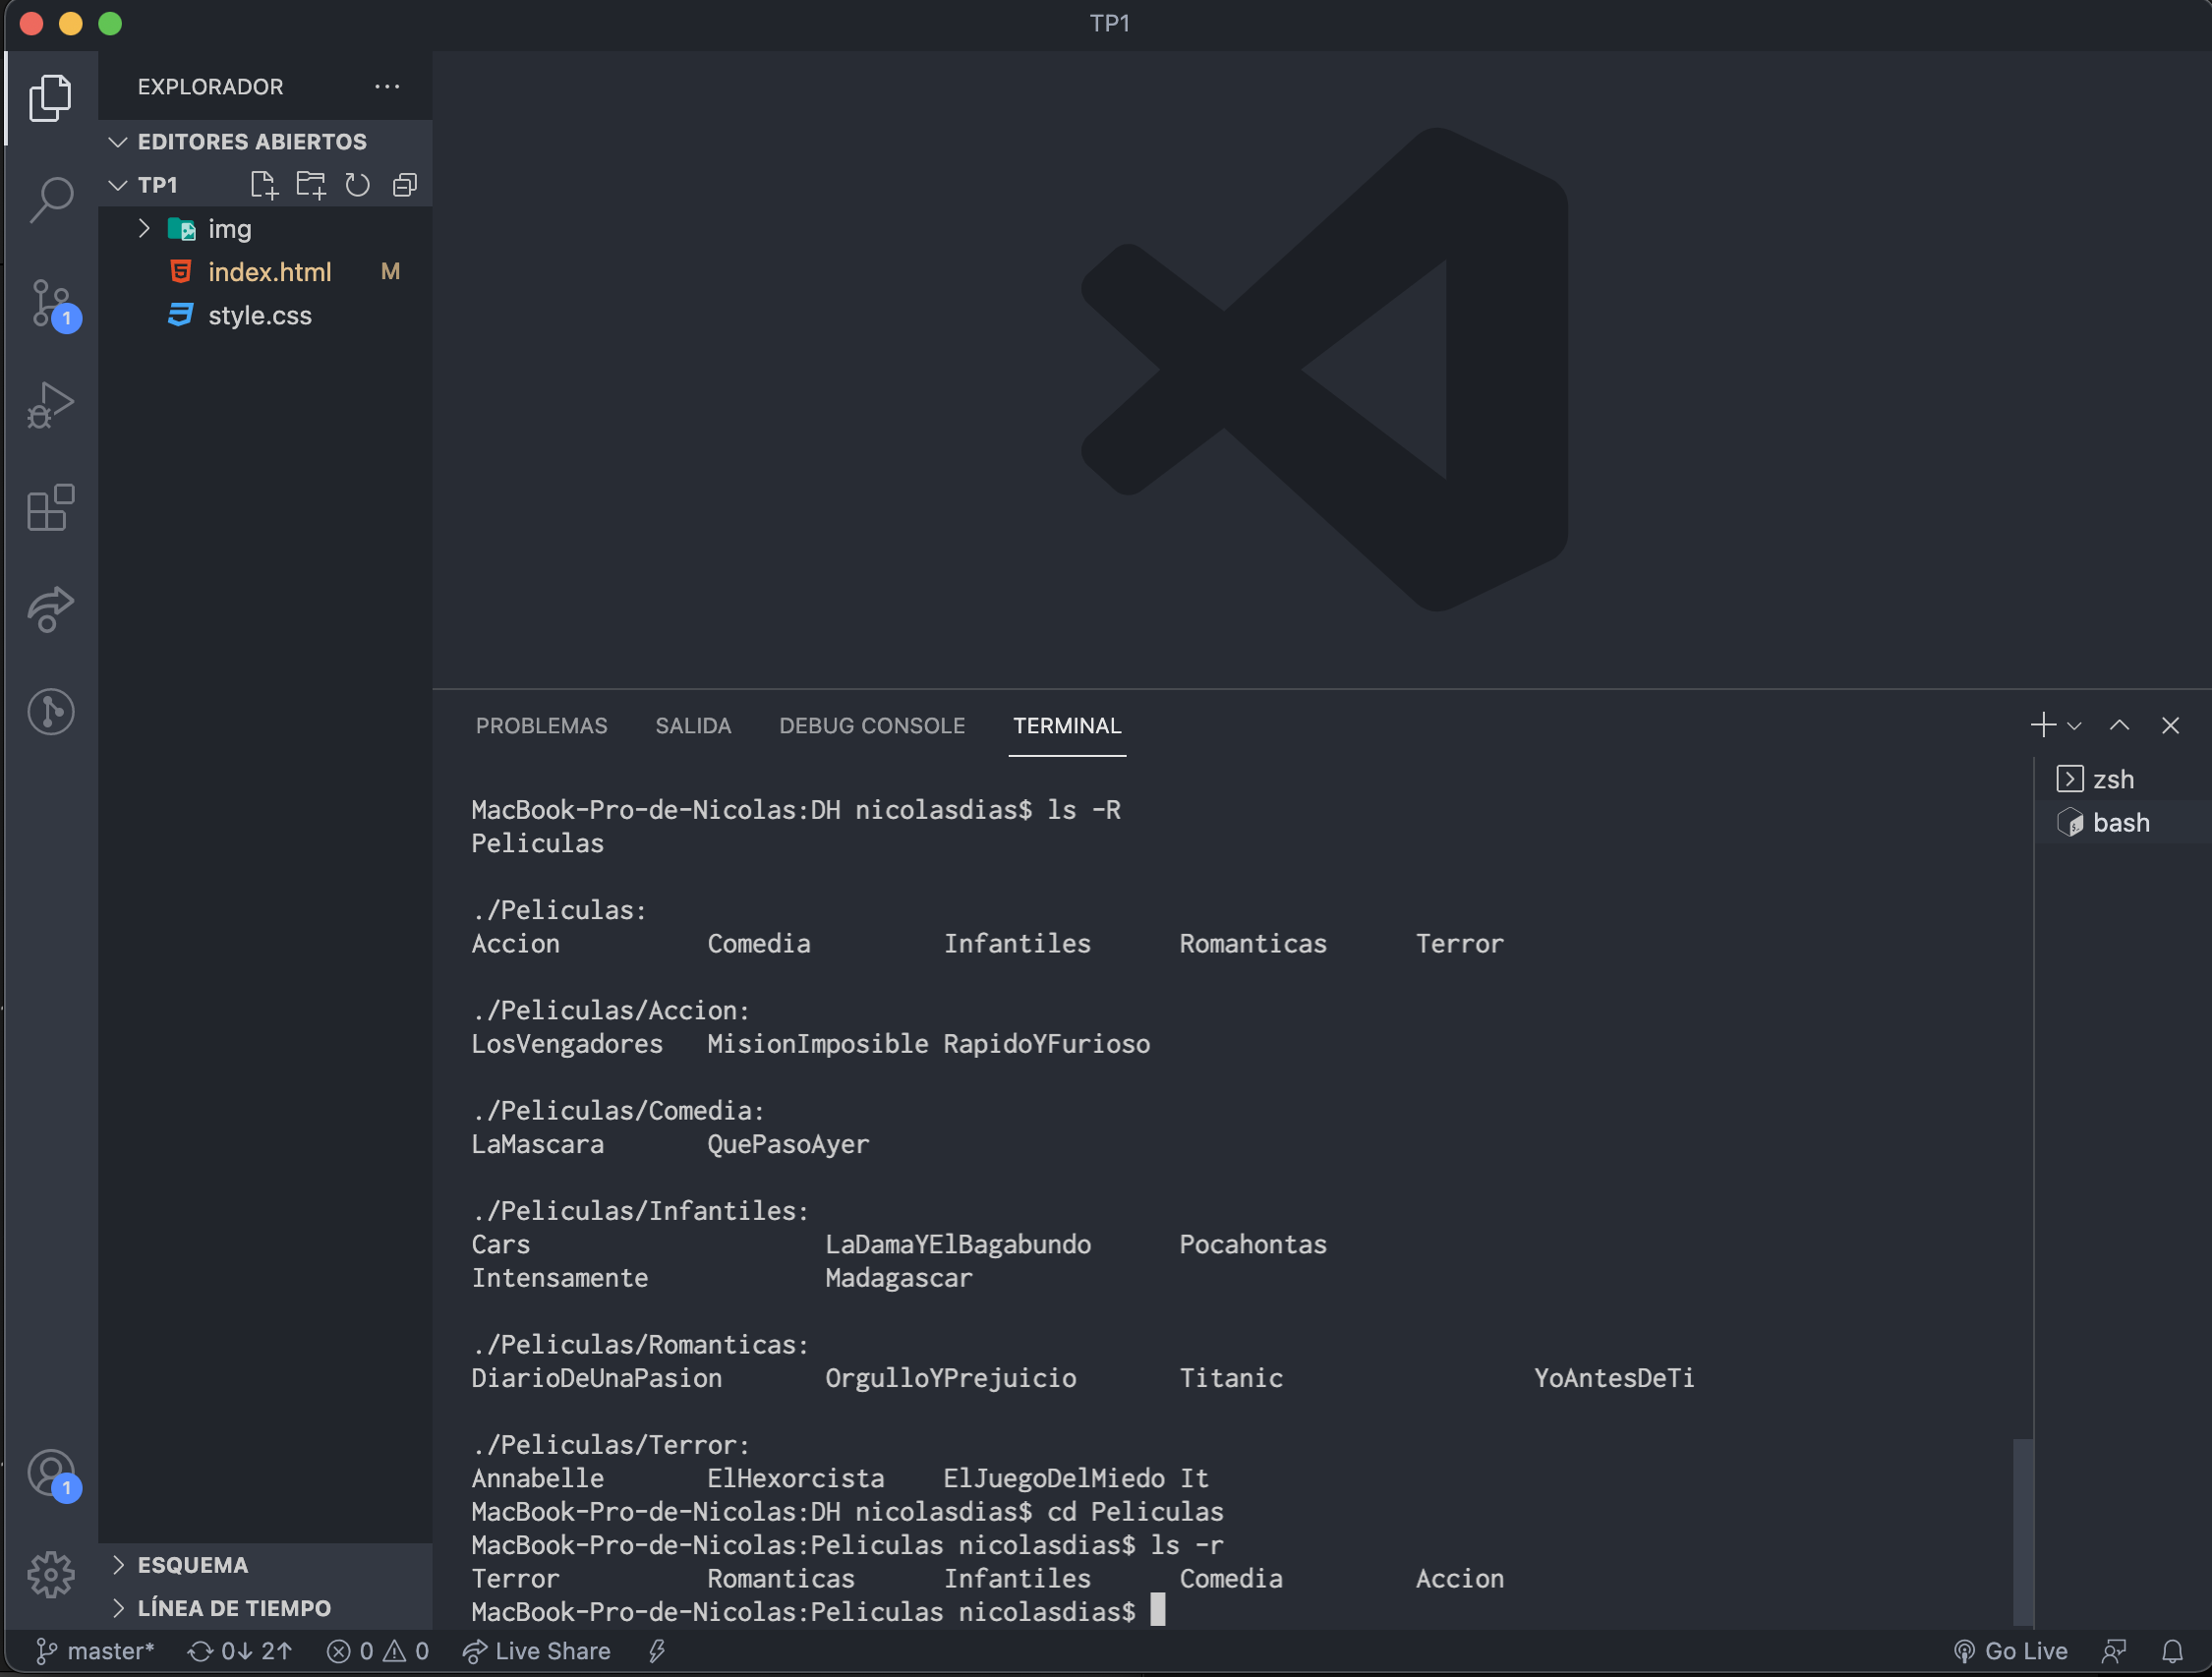 TP1
EXPLORADOR
EDITORES ABIERTOS
TP1
img
index.html M
style.css
1
PROBLEMAS SALIDA DEBUG CONSOLE TERMINAL
zsh
bash
MacBook-Pro-de-Nicolas:DH nicolasdias$ ls -R
Peliculas
./Peliculas:
Accion Comedia Infantiles Romanticas Terror
./Peliculas/Accion:
LosVengadores MisionImposible RapidoYFurioso
./Peliculas/Comedia:
LaMascara QuePasoAyer
./Peliculas/Infantiles:
Cars LaDamaYElBagabundo Pocahontas
Intensamente Madagascar
./Peliculas/Romanticas:
DiarioDeUnaPasion OrgulloYPrejuicio Titanic YoAntesDeTi
./Peliculas/Terror:
Annabelle ElHexorcista ElJuegoDelMiedo It
MacBook-Pro-de-Nicolas:DH nicolasdias$ cd Peliculas
MacBook-Pro-de-Nicolas:Peliculas nicolasdias$ ls -r
Terror Romanticas Infantiles Comedia Accion
MacBook-Pro-de-Nicolas:Peliculas nicolasdias$
1
ESQUEMA
LÍNEA DE TIEMPO
master* 0↓ 2↑ 0 0 Live Share Go Live